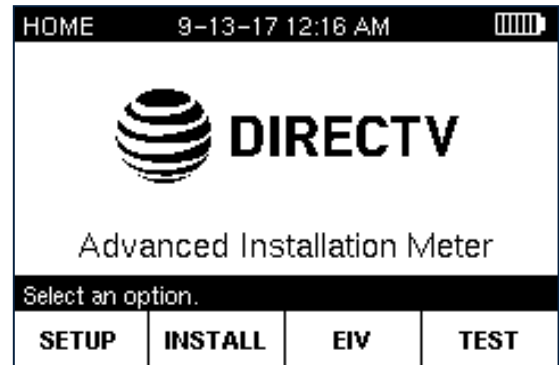 HOME 9-13-17 12:16 AM
DIRECTV
Advanced Installation Meter
Select an option.
SETUP INSTALL EIV TEST